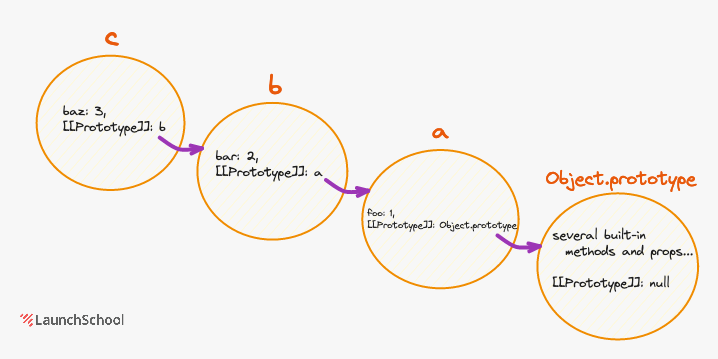 c
baz: 3,
[[Prototype]]: b
b
bar: 2,
[[Prototype]]: a
a
foo: 1,
[[Prototype]]: Object.prototype
Object.prototype
several built-in
methods and props...
[[Prototype]]: null
LaunchSchool